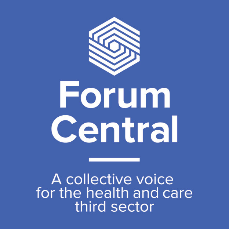 Forum
Central
A collective voice
for the health and care
third sector